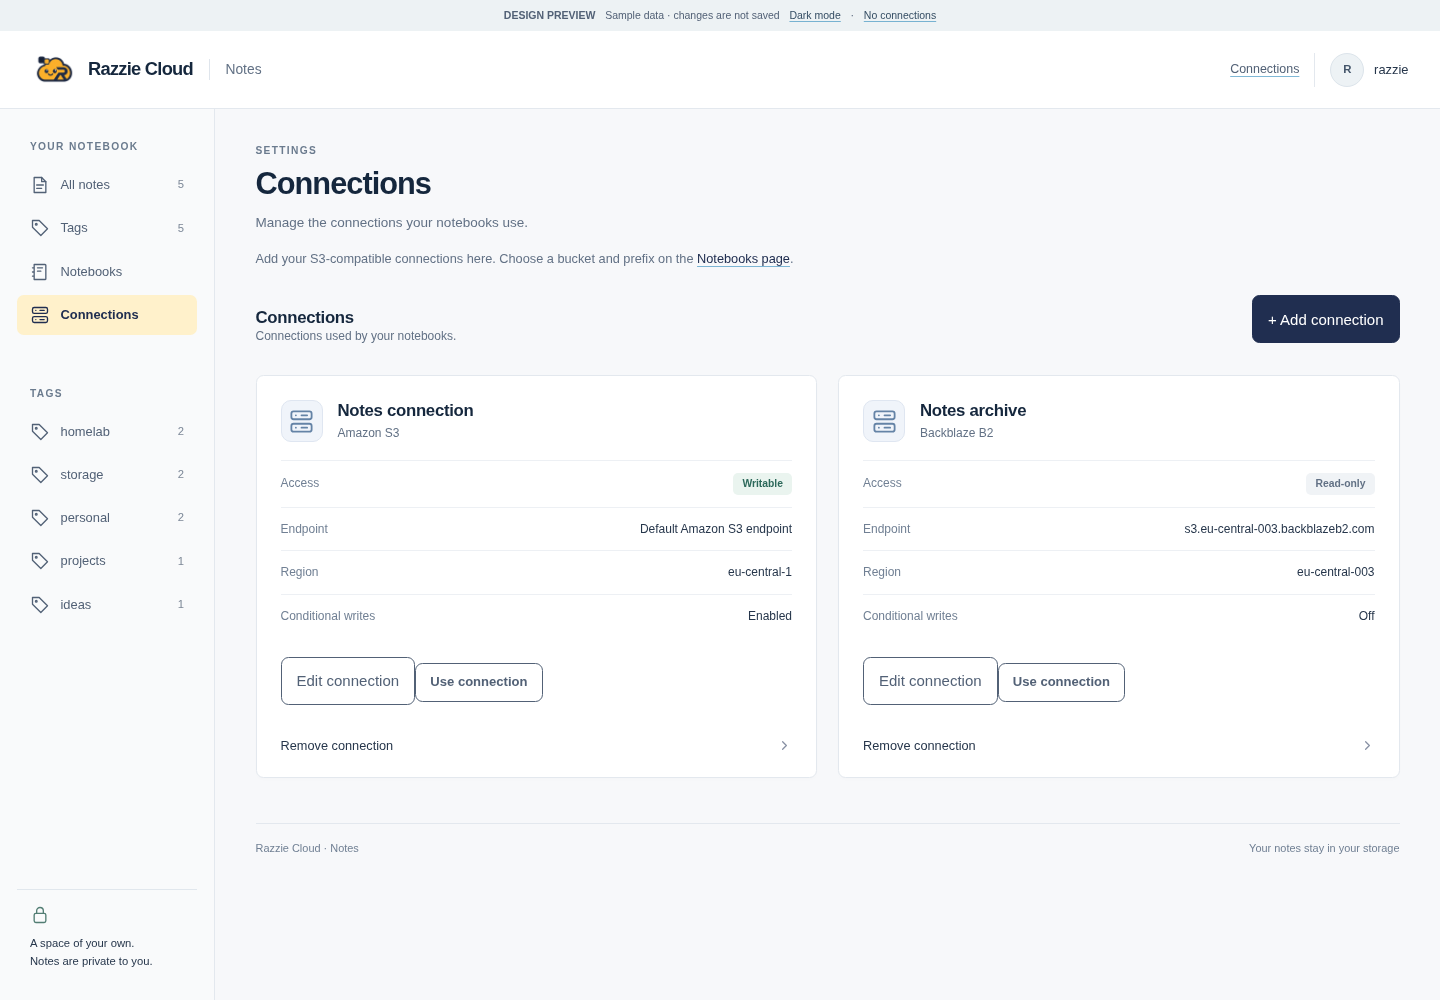 DESIGN PREVIEW Sample data · changes are not saved Dark mode · No connections
Razzie Cloud Notes Connections R razzie
YOUR NOTEBOOK
All notes 5
Tags 5
Notebooks
Connections
TAGS
homelab 2
storage 2
personal 2
projects 1
ideas 1
A space of your own.
Notes are private to you.
SETTINGS
Connections
Manage the connections your notebooks use.
Add your S3-compatible connections here. Choose a bucket and prefix on the Notebooks page.
Connections
Connections used by your notebooks.
+ Add connection
Notes connection
Amazon S3
Access Writable
Endpoint Default Amazon S3 endpoint
Region eu-central-1
Conditional writes Enabled
Edit connection Use connection
Remove connection
Notes archive
Backblaze B2
Access Read-only
Endpoint s3.eu-central-003.backblazeb2.com
Region eu-central-003
Conditional writes Off
Edit connection Use connection
Remove connection
Razzie Cloud · Notes Your notes stay in your storage